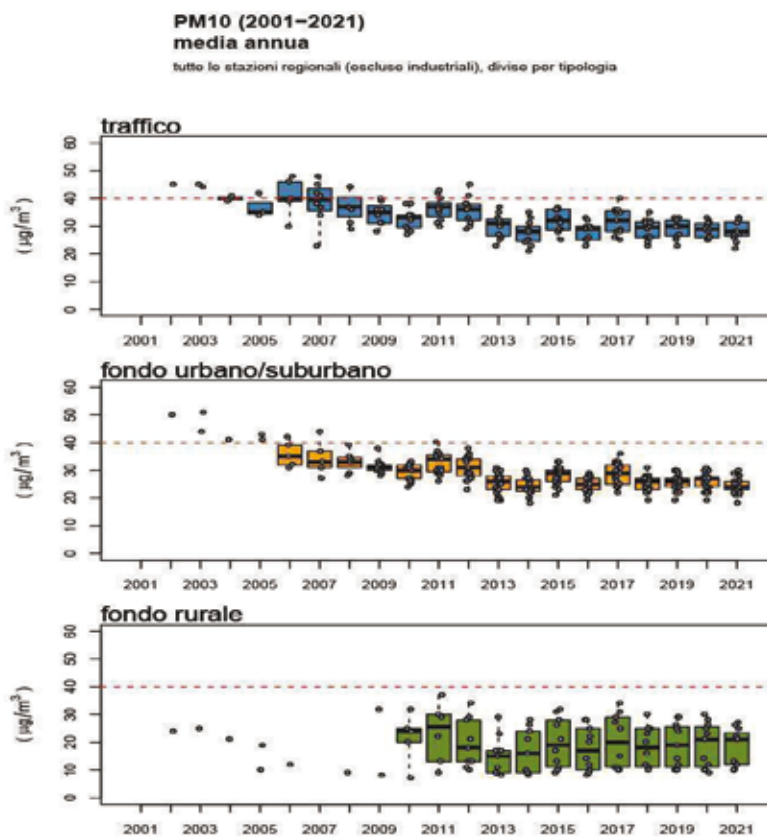 PM10 (2001−2021)
media annua
tutte le stazioni regionali (escluse industriali), divise per tipologia
traffico
60
50
40
30
20
10
0
( µg/m³ )
2001 2003 2005 2007 2009 2011 2013 2015 2017 2019 2021
fondo urbano/suburbano
60
50
40
30
20
10
0
( µg/m³ )
2001 2003 2005 2007 2009 2011 2013 2015 2017 2019 2021
fondo rurale
60
50
40
30
20
10
0
( µg/m³ )
2001 2003 2005 2007 2009 2011 2013 2015 2017 2019 2021